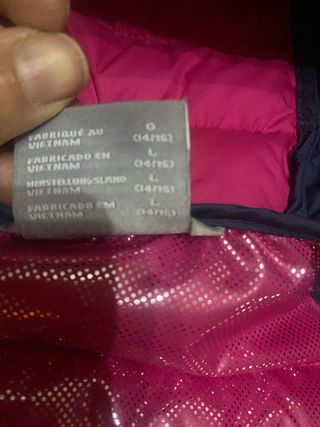 FABRIQUÉ AU G
VIETNAM (14/16)
FABRICADO EN L
VIETNAM (14/16)
HERSTELLUNGSLAND L
VIETNAM (14/16)
FABRICADO EM L
VIETNAM (14/16)